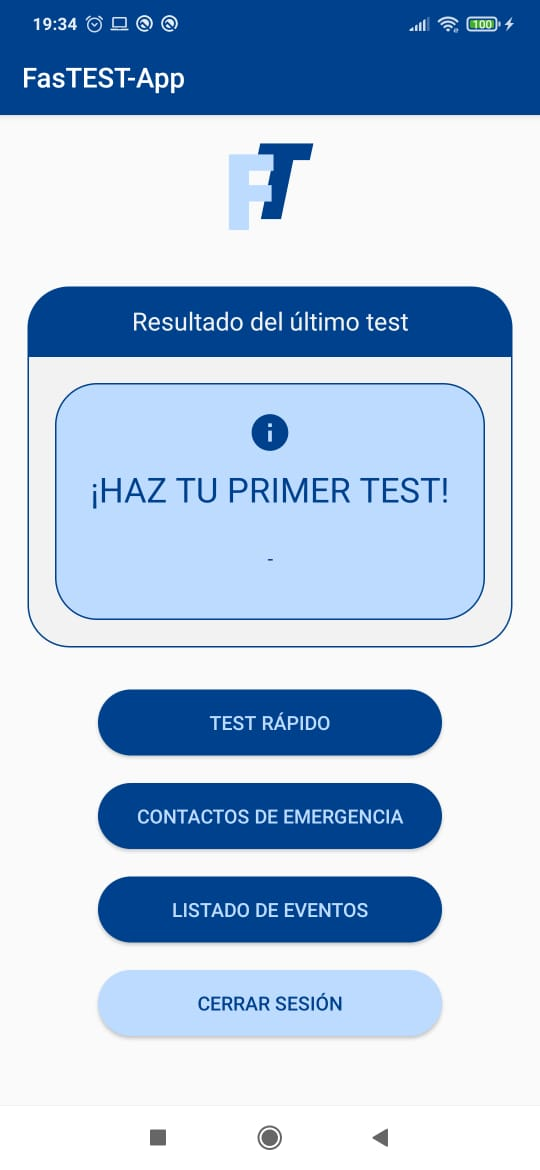 19:34
100
FasTEST-App
FT
Resultado del último test
¡HAZ TU PRIMER TEST!
-
TEST RÁPIDO
CONTACTOS DE EMERGENCIA
LISTADO DE EVENTOS
CERRAR SESIÓN